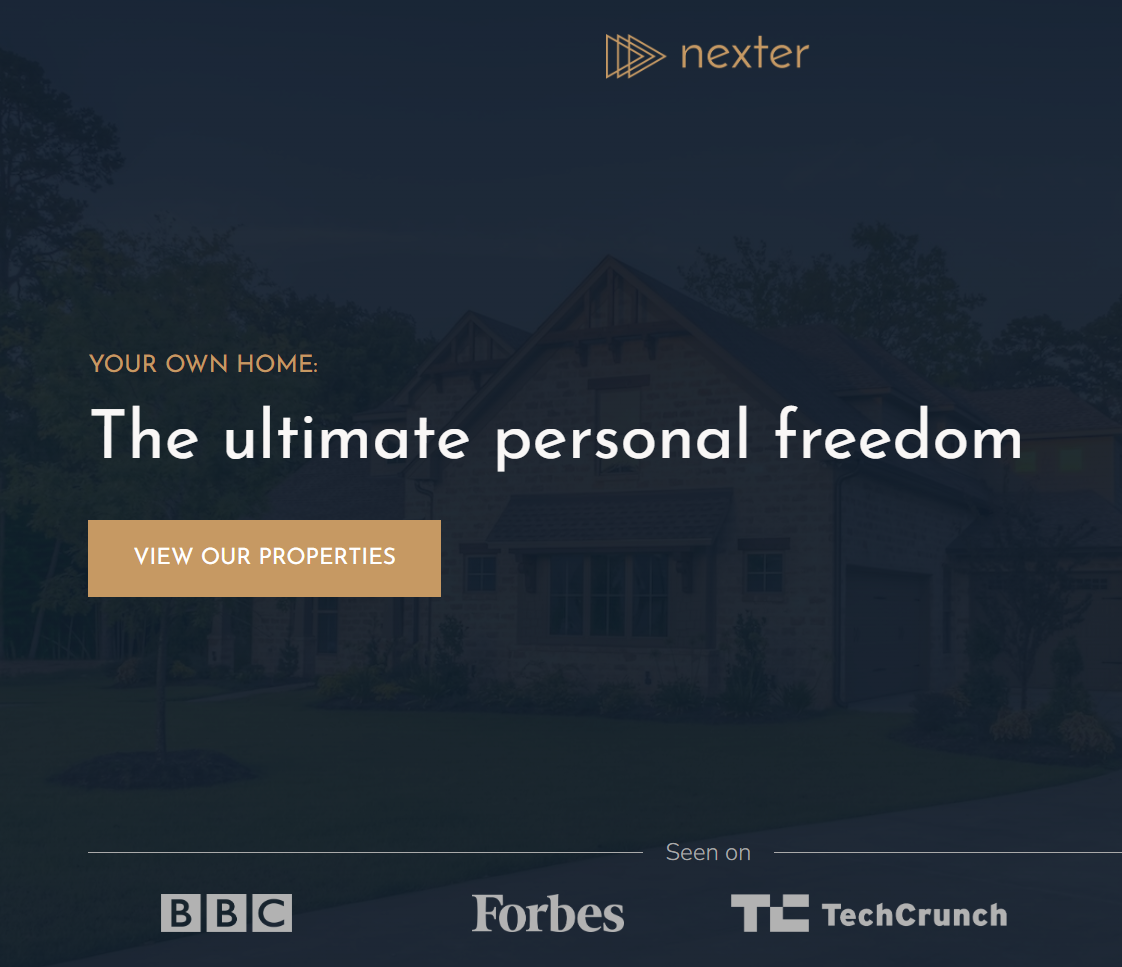 nexter
YOUR OWN HOME:
The ultimate personal freedom
VIEW OUR PROPERTIES
Seen on
BBC
Forbes
TC TechCrunch